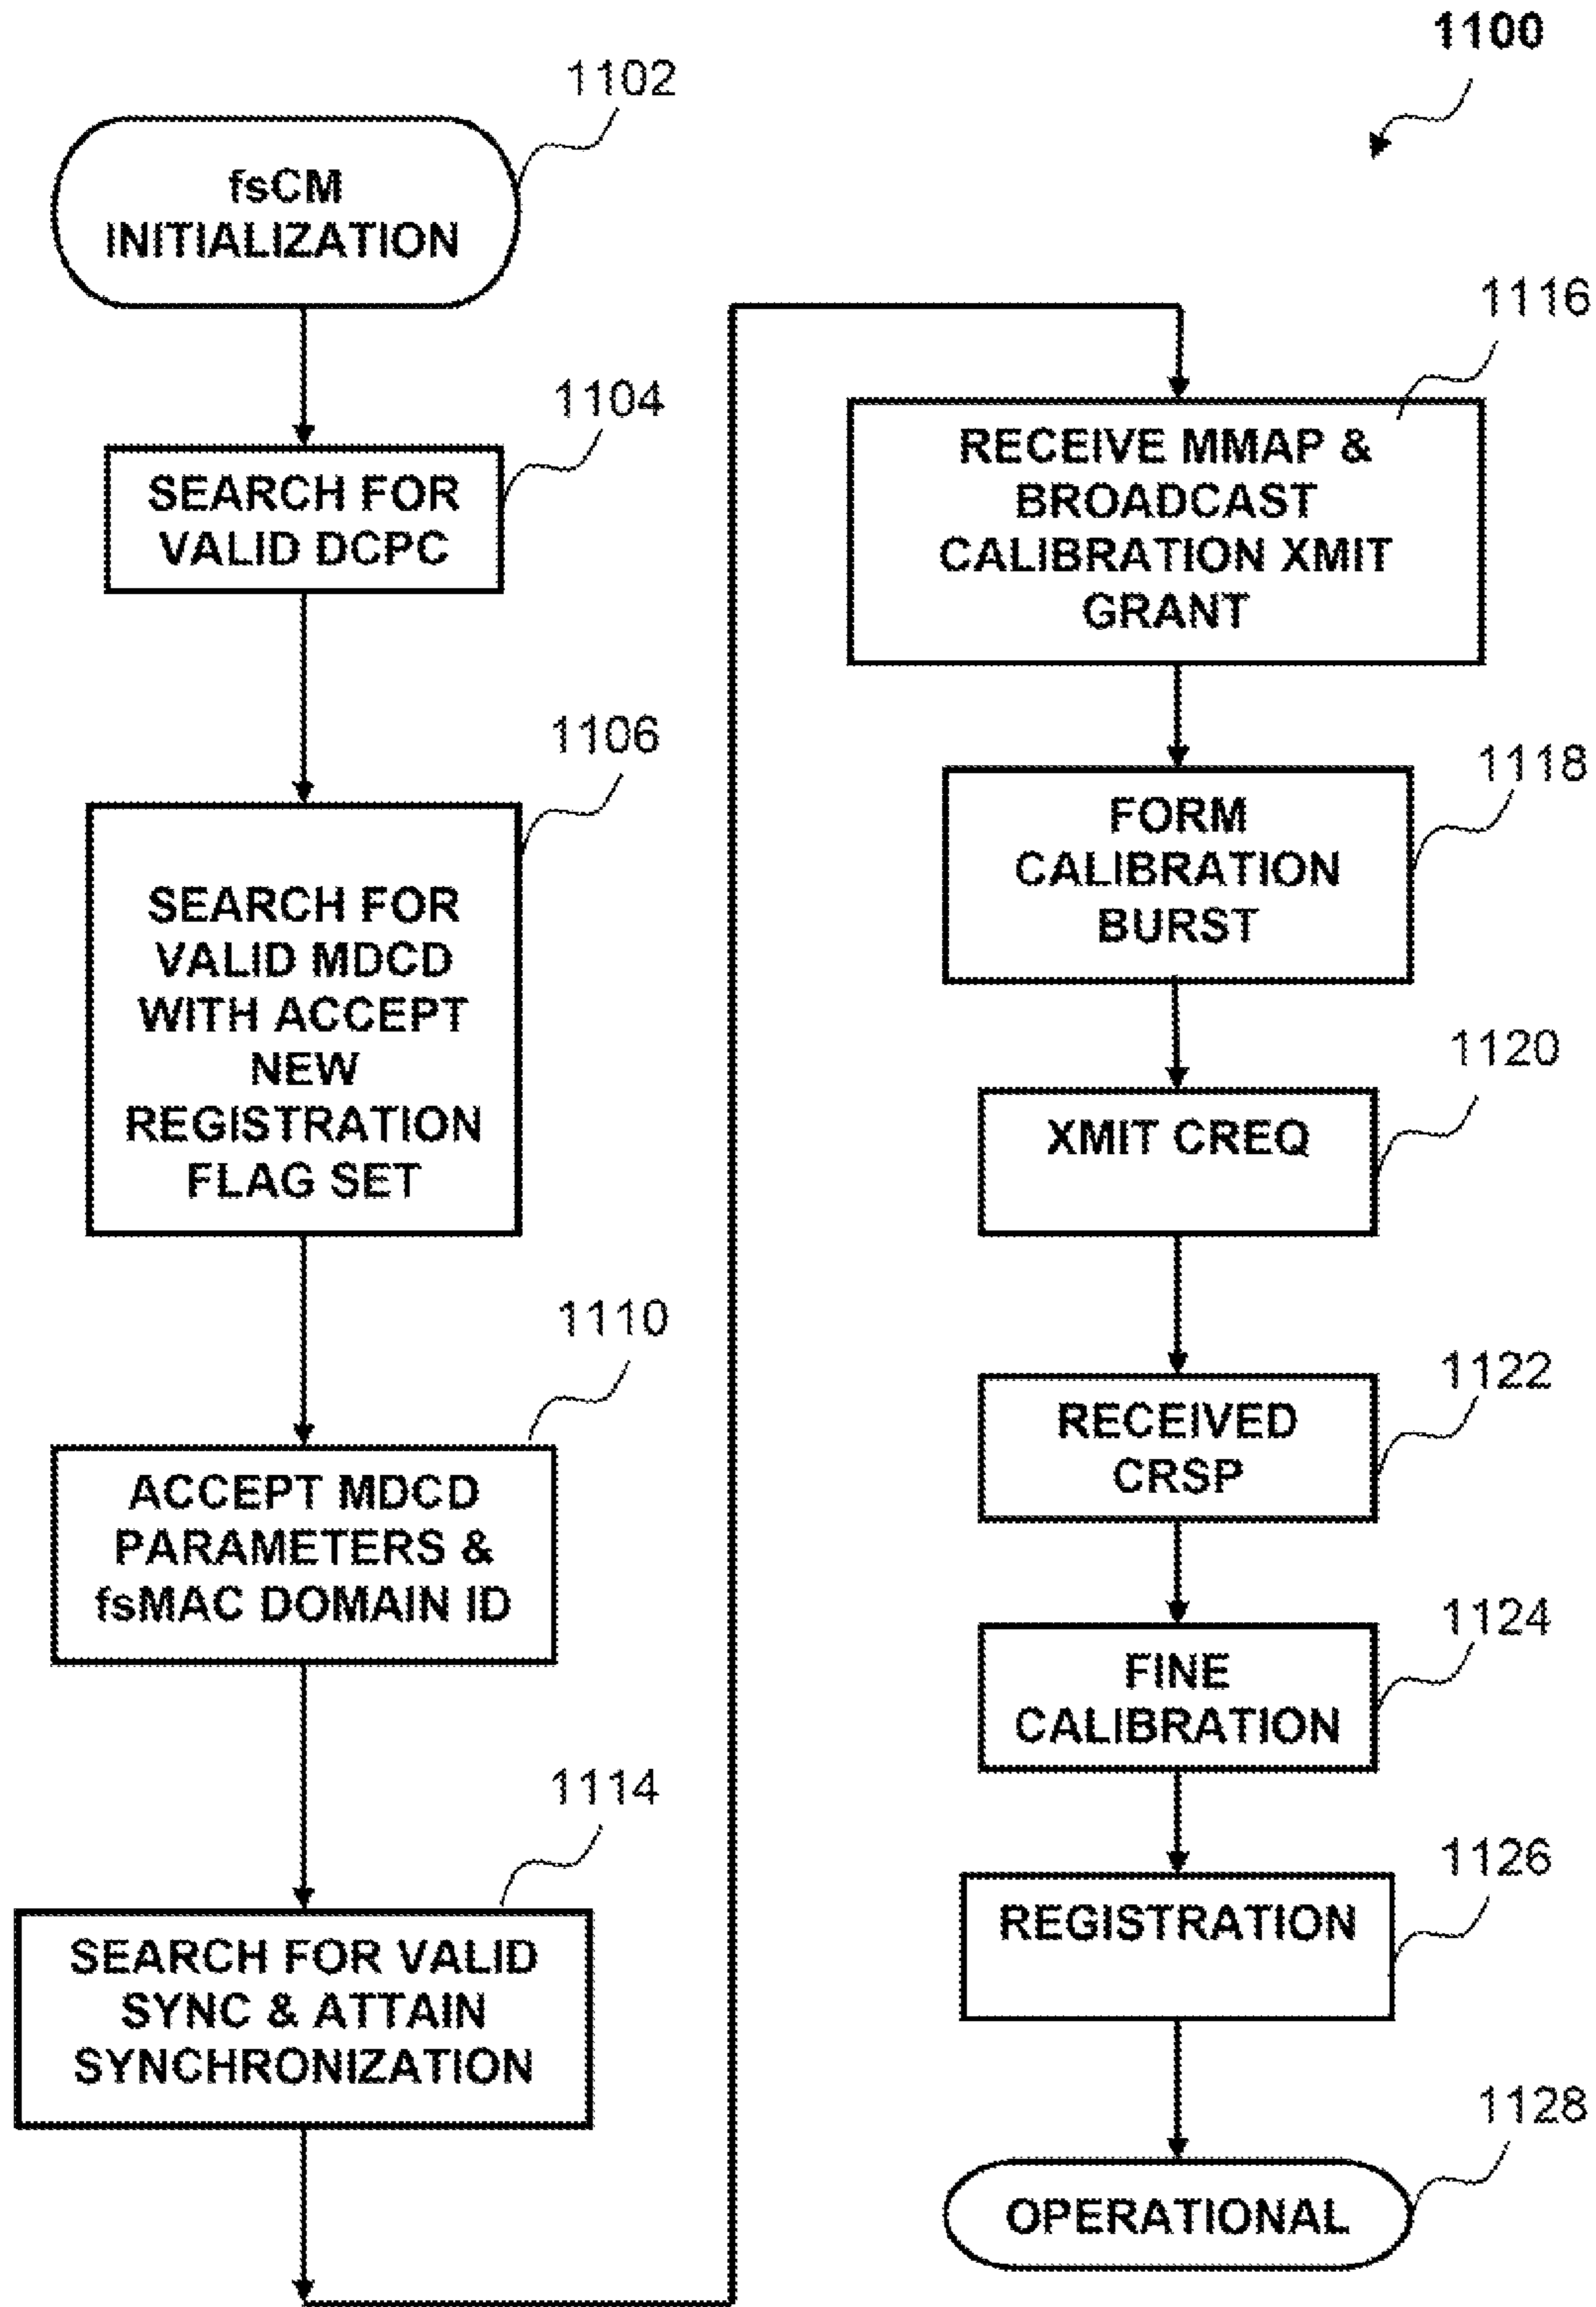 1100
1102
fsCM
INITIALIZATION
1104
SEARCH FOR
VALID DCPC
1106
SEARCH FOR
VALID MDCD
WITH ACCEPT
NEW
REGISTRATION
FLAG SET
1110
ACCEPT MDCD
PARAMETERS &
fsMAC DOMAIN ID
1114
SEARCH FOR VALID
SYNC & ATTAIN
SYNCHRONIZATION
1116
RECEIVE MMAP &
BROADCAST
CALIBRATION XMIT
GRANT
1118
FORM
CALIBRATION
BURST
1120
XMIT CREQ
1122
RECEIVED
CRSP
1124
FINE
CALIBRATION
1126
REGISTRATION
1128
OPERATIONAL